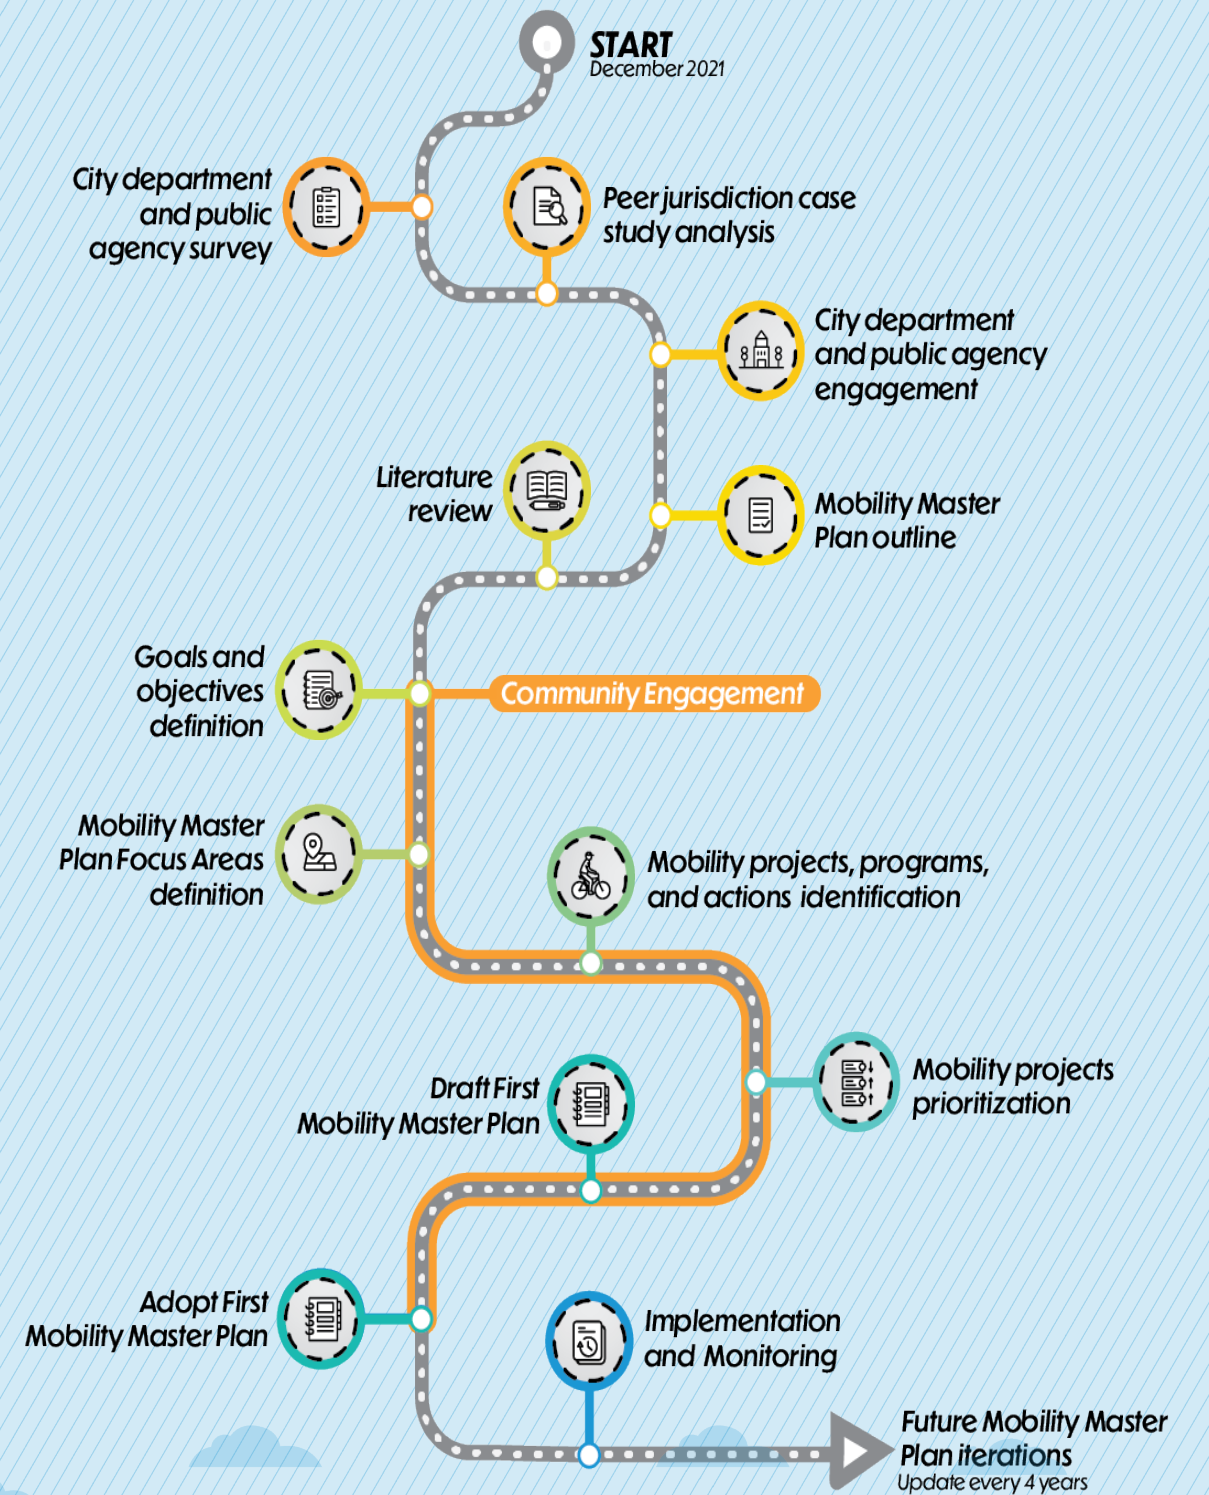 START
December 2021
City department
and public
agency survey
Peer jurisdiction case
study analysis
City department
and public agency
engagement
Literature
review
Mobility Master
Plan outline
Goals and
objectives
definition
Community Engagement
Mobility Master
Plan Focus Areas
definition
Mobility projects, programs,
and actions identification
Mobility projects
prioritization
Draft First
Mobility Master Plan
Adopt First
Mobility Master Plan
Implementation
and Monitoring
Future Mobility Master
Plan iterations
Update every 4 years